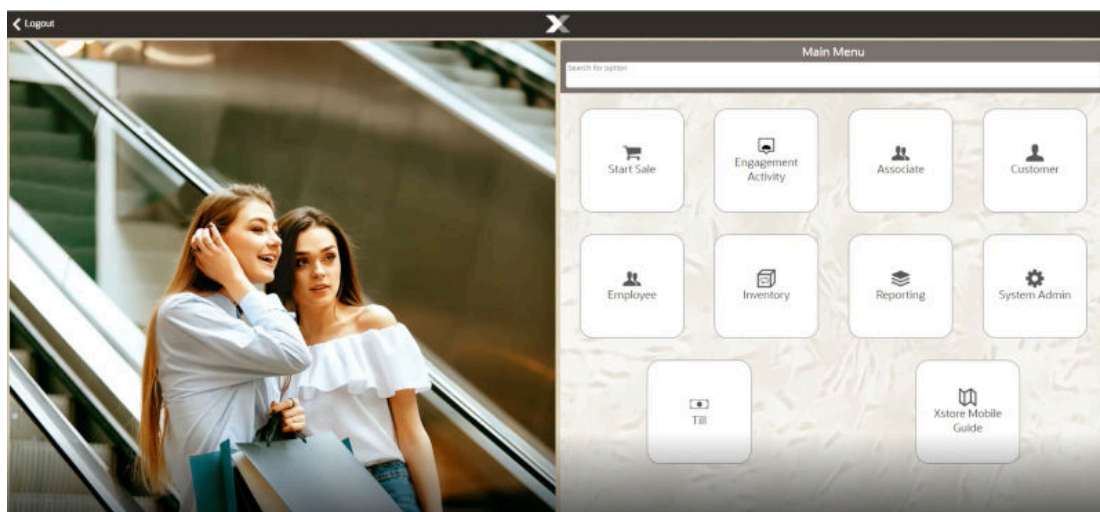 Logout
Main Menu
Search for option
Start Sale
Engagement
Activity
Associate
Customer
Employee
Inventory
Reporting
System Admin
Till
Xstore Mobile
Guide